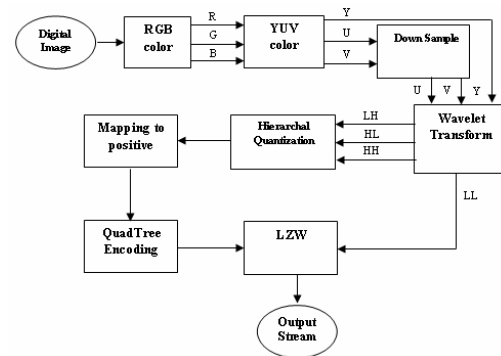 Digital
Image
RGB
color
R
G
B
YUV
color
Y
U
V
Down Sample
U V Y
Mapping to
positive
Hierarchal
Quantization
LH
HL
HH
Wavelet
Transform
LL
QuadTree
Encoding
LZW
Output
Stream